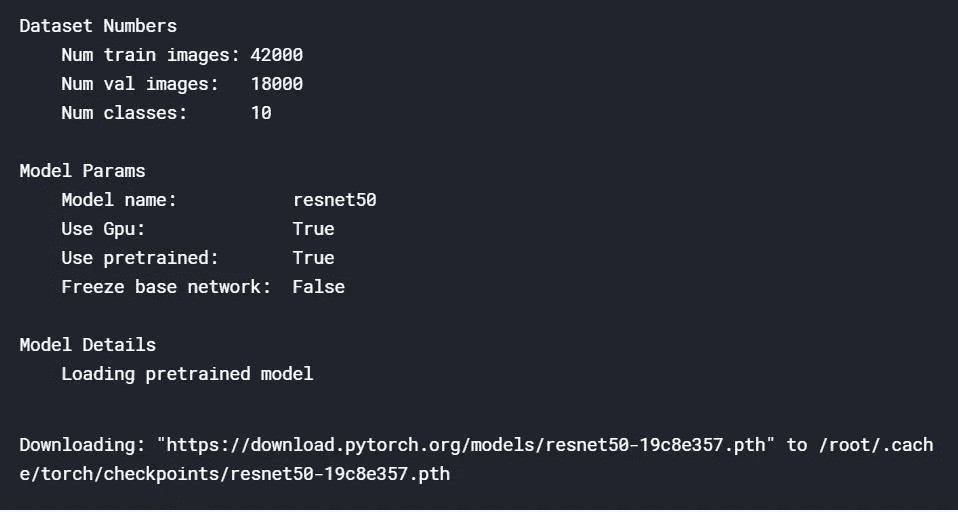 Dataset Numbers
    Num train images: 42000
    Num val images:   18000
    Num classes:      10
Model Params
    Model name:           resnet50
    Use Gpu:              True
    Use pretrained:       True
    Freeze base network:  False
Model Details
    Loading pretrained model
Downloading: "https://download.pytorch.org/models/resnet50-19c8e357.pth" to /root/.cach
e/torch/checkpoints/resnet50-19c8e357.pth